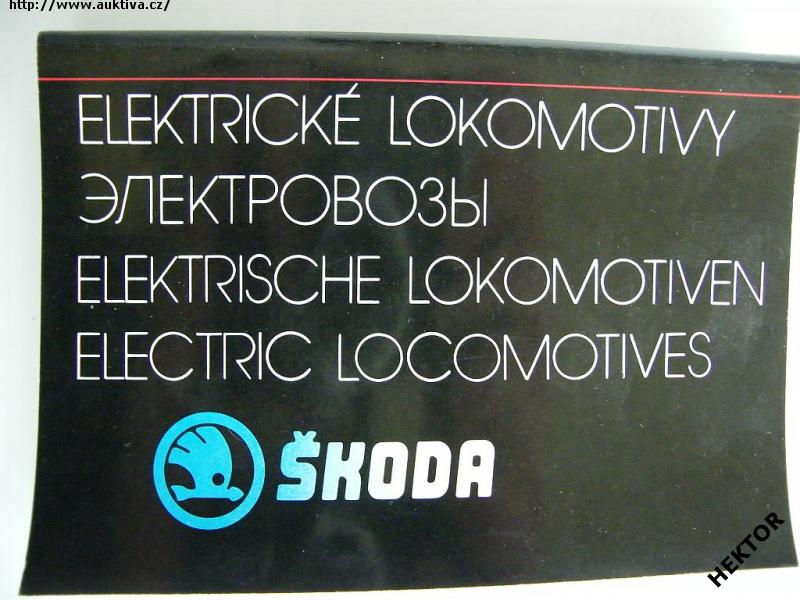 http://www.auktiva.cz/
ELEKTRICKÉ LOKOMOTIVY
ЭЛЕКТРОВОЗЫ
ELEKTRISCHE LOKOMOTIVEN
ELECTRIC LOCOMOTIVES
ŠKODA
HEKTOR